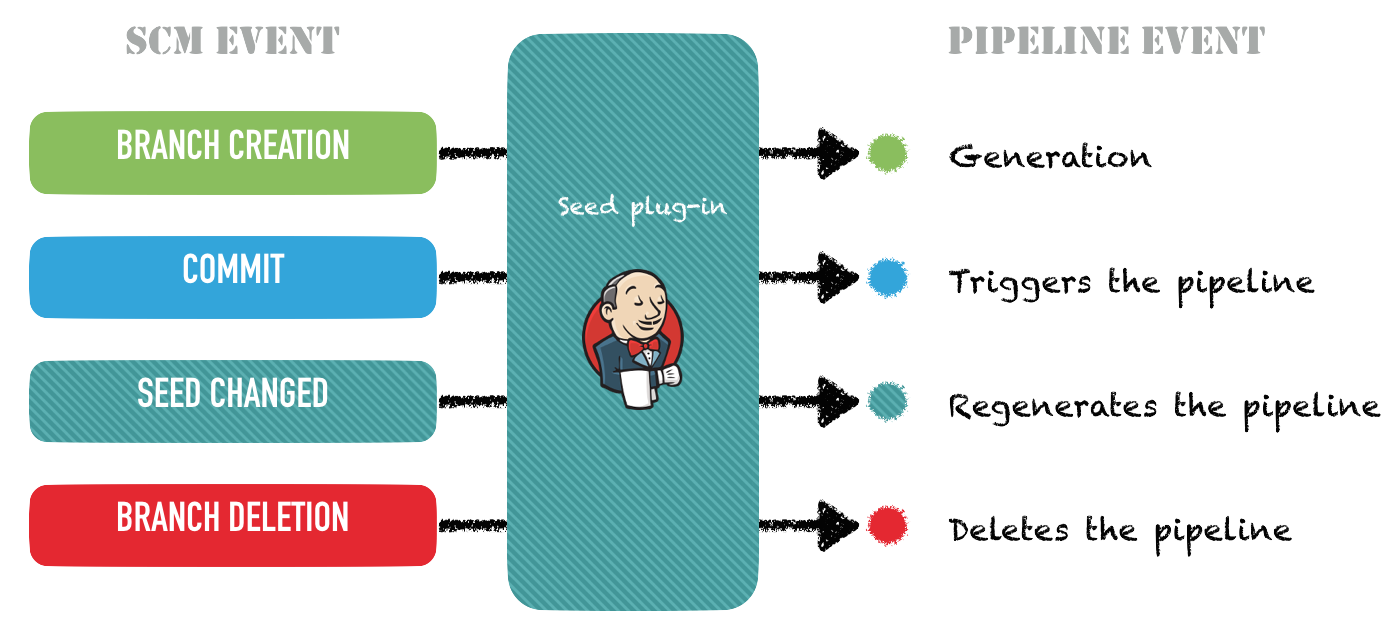 SCM EVENT
PIPELINE EVENT
BRANCH CREATION
Generation
Seed plug-in
COMMIT
Triggers the pipeline
SEED CHANGED
Regenerates the pipeline
BRANCH DELETION
Deletes the pipeline